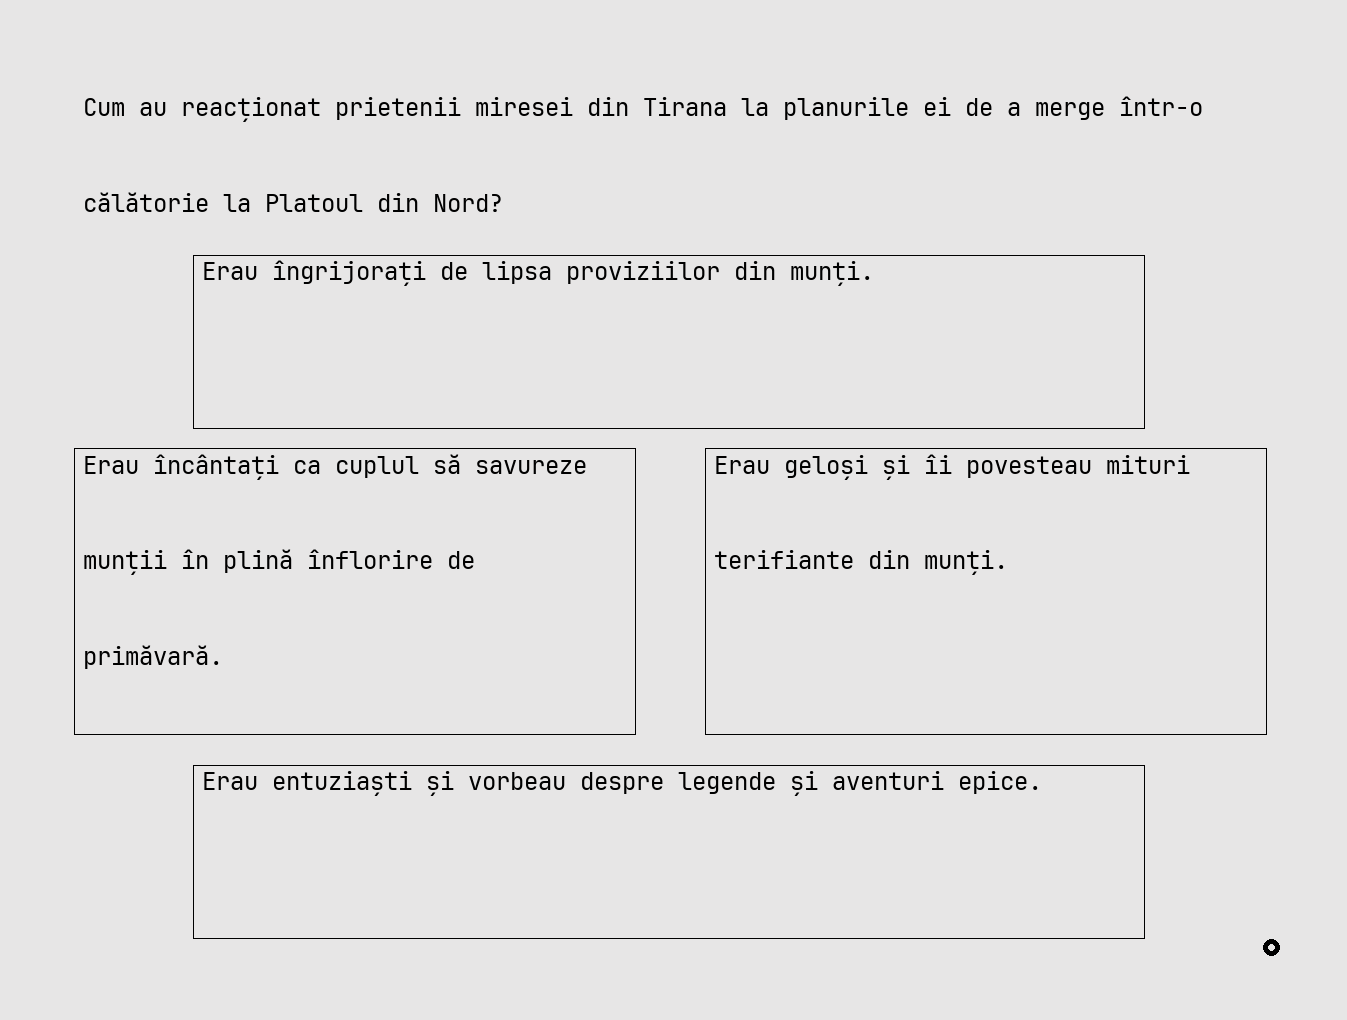 Cum au reacționat prietenii miresei din Tirana la planurile ei de a merge într-o
călătorie la Platoul din Nord?
Erau îngrijorați de lipsa proviziilor din munți.
Erau încântați ca cuplul să savureze
munții în plină înflorire de
primăvară.
Erau geloși și îi povesteau mituri
terifiante din munți.
Erau entuziaști și vorbeau despre legende și aventuri epice.